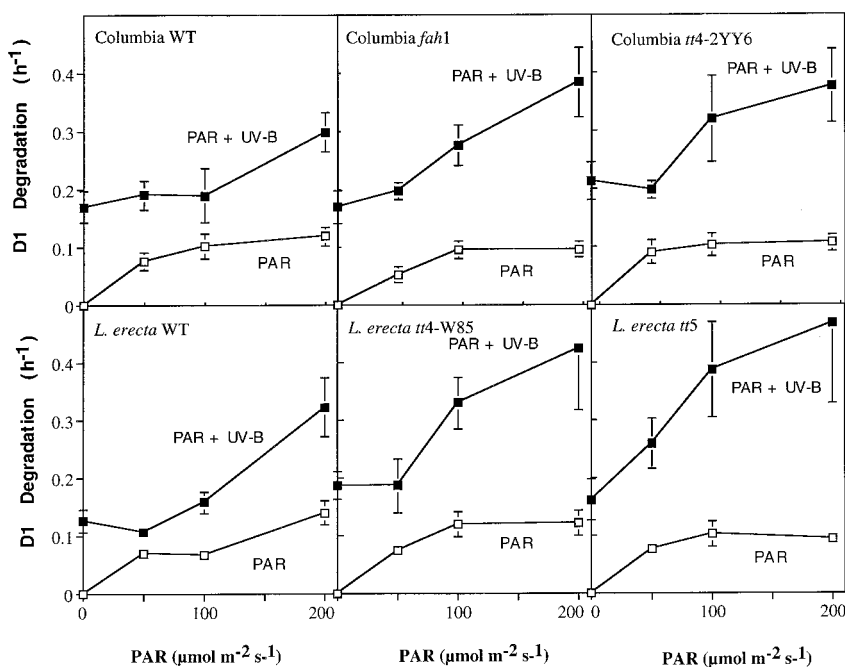 Columbia WT
Columbia fah1
Columbia tt4-2YY6
PAR + UV-B
PAR + UV-B
PAR + UV-B
PAR
PAR
PAR
D1 Degradation (h-1)
0.4
0.3
0.2
0.1
0
L. erecta WT
L. erecta tt4-W85
L. erecta tt5
PAR + UV-B
PAR + UV-B
PAR + UV-B
PAR
PAR
PAR
D1 Degradation (h-1)
0.4
0.3
0.2
0.1
0
0 100 200
0 100 200
0 100 200
PAR (µmol m-2 s-1)
PAR (µmol m-2 s-1)
PAR (µmol m-2 s-1)